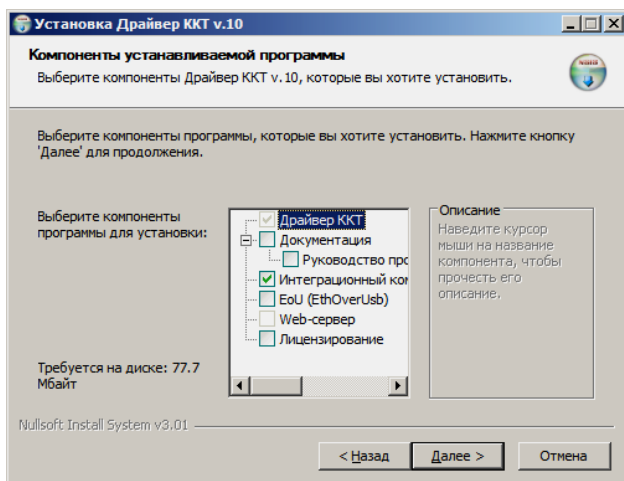 Установка Драйвер ККТ v.10
Компоненты устанавливаемой программы
Выберите компоненты Драйвер ККТ v.10, которые вы хотите установить.
Выберите компоненты программы, которые вы хотите установить. Нажмите кнопку
'Далее' для продолжения.
Выберите компоненты
программы для установки:
Драйвер ККТ
Документация
Руководство про
Интеграционный ком
EoU (EthOverUsb)
Web-сервер
Лицензирование
Описание
Наведите курсор
мыши на название
компонента, чтобы
прочесть его
описание.
Требуется на диске: 77.7
Мбайт
Nullsoft Install System v3.01
< Назад
Далее >
Отмена